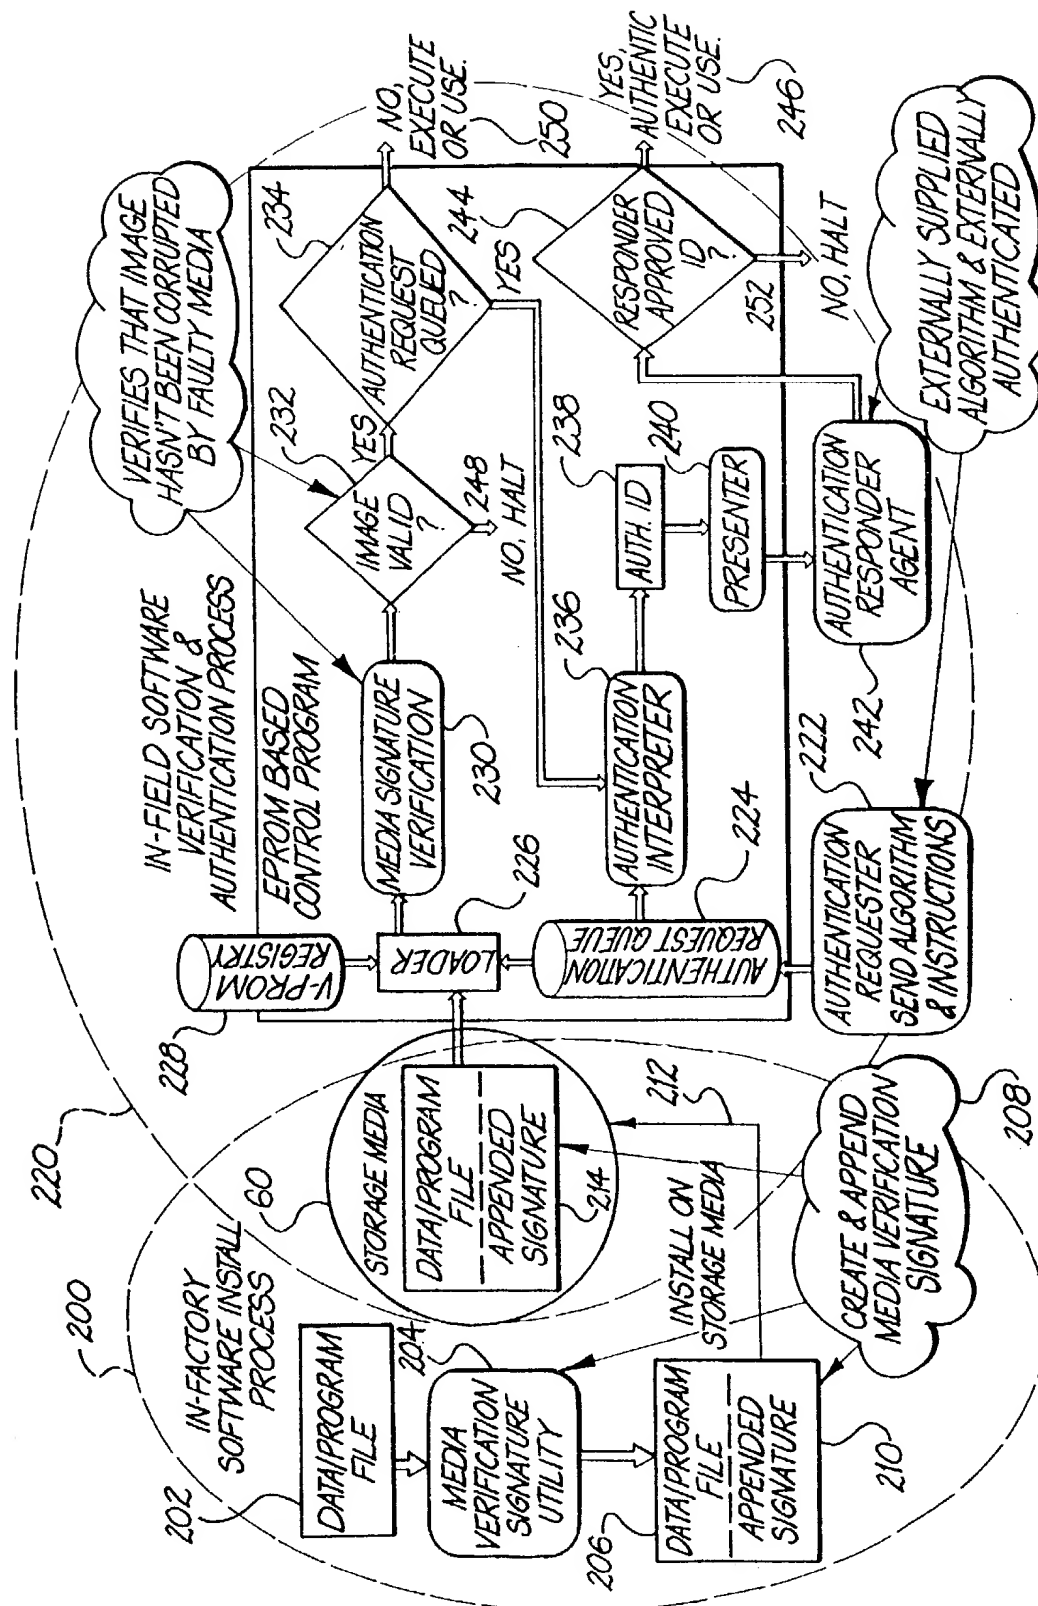 200
IN-FACTORY
SOFTWARE INSTALL
PROCESS
202
DATA/PROGRAM
FILE
204
MEDIA
VERIFICATION
SIGNATURE
UTILITY
206
DATA/PROGRAM
FILE
APPENDED
SIGNATURE
210
INSTALL ON
STORAGE MEDIA
212
CREATE & APPEND
MEDIA VERIFICATION
SIGNATURE
208
60
STORAGE MEDIA
DATA/PROGRAM
FILE
APPENDED
SIGNATURE
214
220
IN-FIELD SOFTWARE
VERIFICATION &
AUTHENTICATION PROCESS
228
V-PROM
REGISTRY
EPROM BASED
CONTROL PROGRAM
LOADER
226
MEDIA SIGNATURE
VERIFICATION
230
VERIFIES THAT IMAGE
HASN'T BEEN CORRUPTED
BY FAULTY MEDIA
232
IMAGE
VALID
?
YES
248
NO, HALT
234
AUTHENTICATION
REQUEST
QUEUED
?
YES
NO,
EXECUTE
OR USE.
250
AUTHENTICATION
REQUEST QUEUE
224
AUTHENTICATION
INTERPRETER
236
AUTH. ID
238
PRESENTER
240
244
RESPONDER
APPROVED
ID
?
252
NO, HALT
YES,
AUTHENTIC
EXECUTE
OR USE.
246
AUTHENTICATION
REQUESTER
SEND ALGORITHM
& INSTRUCTIONS
222
AUTHENTICATION
RESPONDER
AGENT
242
EXTERNALLY SUPPLIED
ALGORITHM & EXTERNALLY
AUTHENTICATED